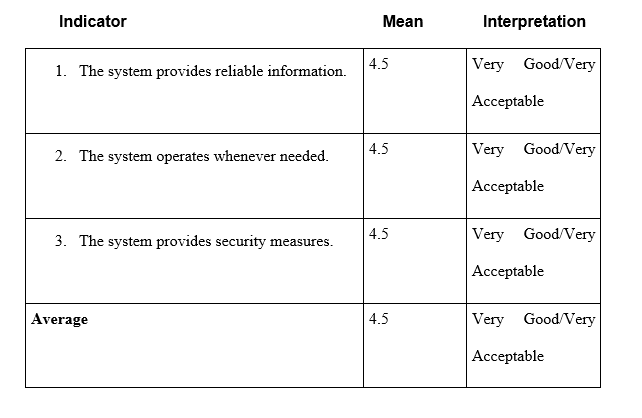 Indicator Mean Interpretation
1. The system provides reliable information. 4.5 Very Good/Very
Acceptable
2. The system operates whenever needed. 4.5 Very Good/Very
Acceptable
3. The system provides security measures. 4.5 Very Good/Very
Acceptable
Average 4.5 Very Good/Very
Acceptable